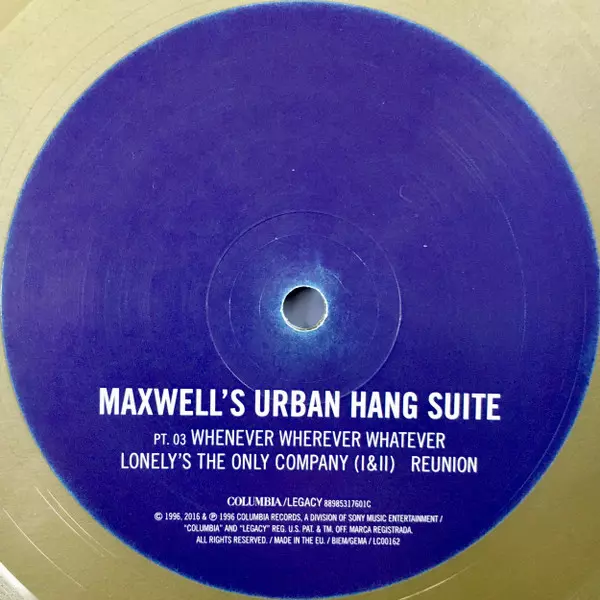 MAXWELL'S URBAN HANG SUITE
PT. 03 WHENEVER WHEREVER WHATEVER
LONELY'S THE ONLY COMPANY (I&II) REUNION
COLUMBIA/LEGACY 88985317601C
© 1996, 2016 & ℗ 1996 COLUMBIA RECORDS, A DIVISION OF SONY MUSIC ENTERTAINMENT /
"COLUMBIA" AND "LEGACY" REG. U.S. PAT. & TM. OFF. MARCA REGISTRADA.
ALL RIGHTS RESERVED. / MADE IN THE EU. / BIEM/GEMA / LC00162